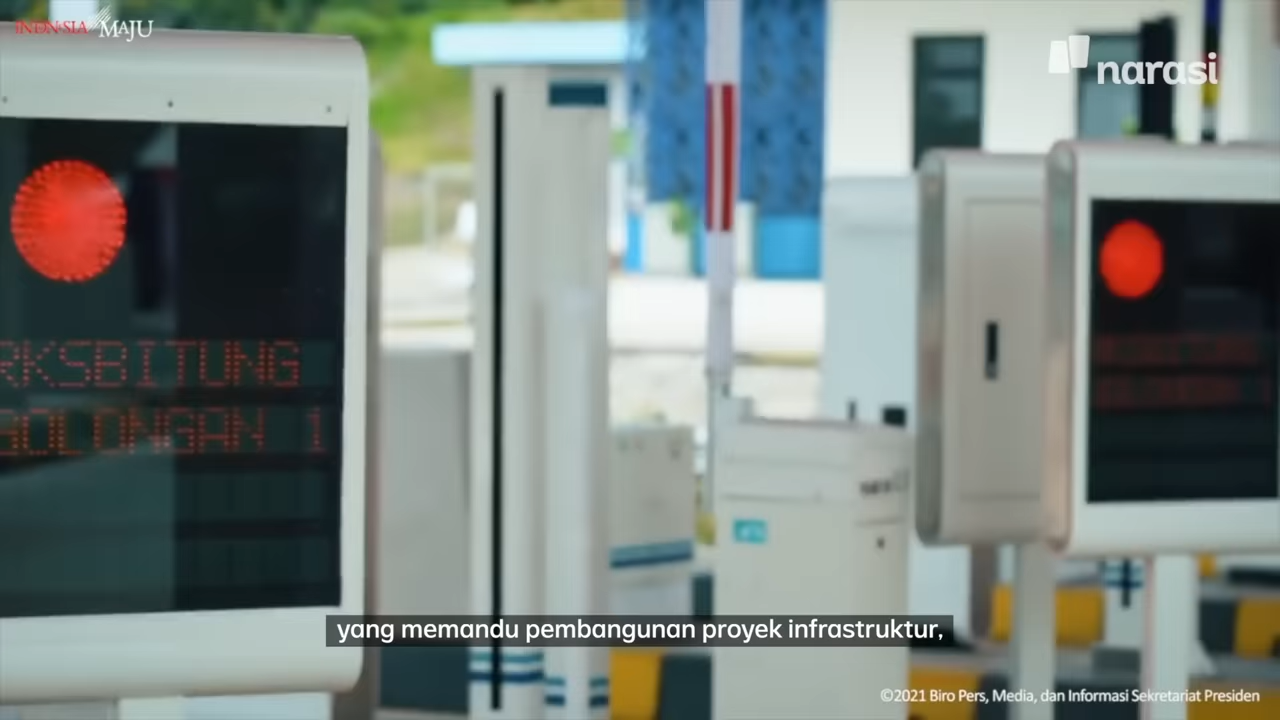 INDONESIA MAJU
narasi
RKSBITUNG
GOLONGAN 1
yang memandu pembangunan proyek infrastruktur,
©2021 Biro Pers, Media, dan Informasi Sekretariat Presiden